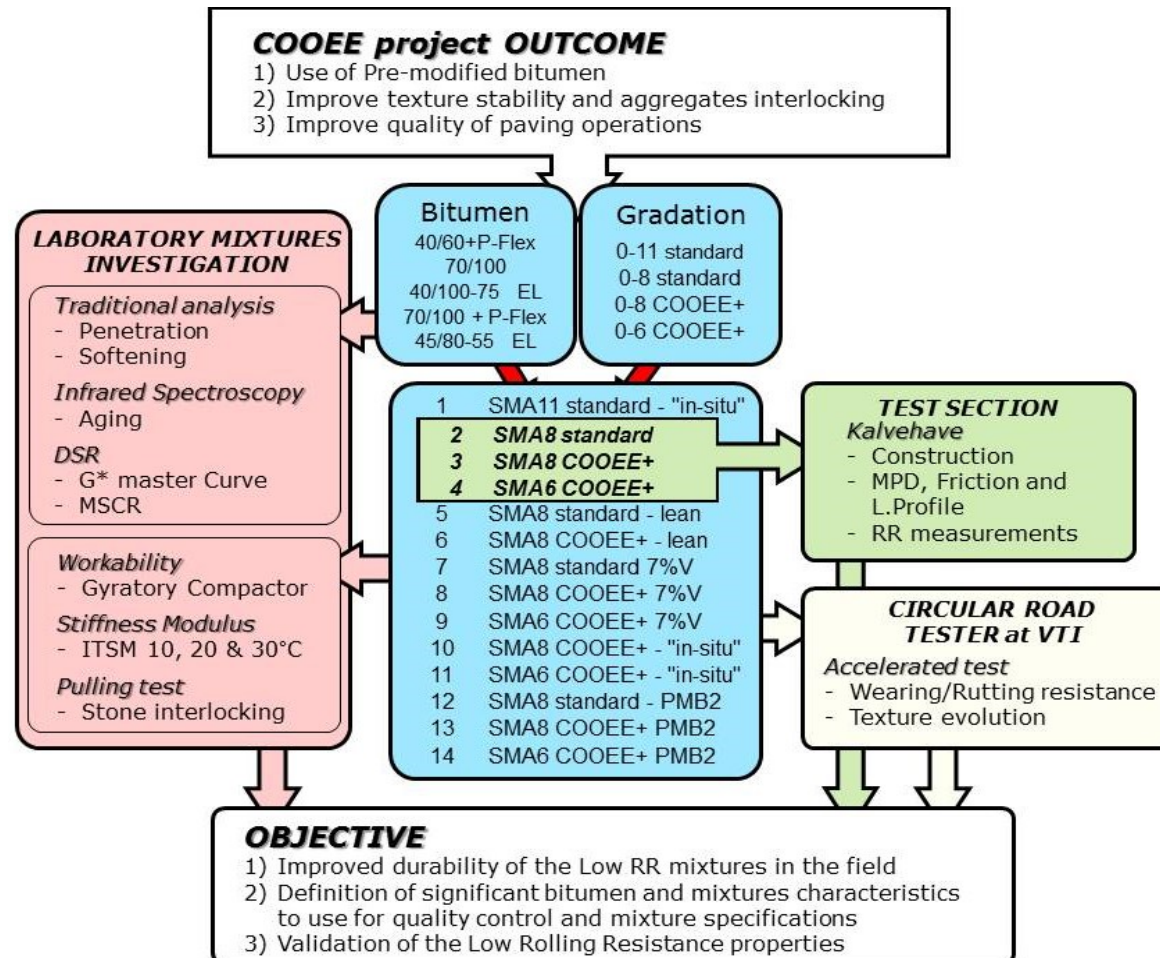 COOEE project OUTCOME
1) Use of Pre-modified bitumen
2) Improve texture stability and aggregates interlocking
3) Improve quality of paving operations
Bitumen
40/60+P-Flex
70/100
40/100-75 EL
70/100 + P-Flex
45/80-55 EL
Gradation
0-11 standard
0-8 standard
0-8 COOEE+
0-6 COOEE+
LABORATORY MIXTURES
INVESTIGATION
Traditional analysis
- Penetration
- Softening
Infrared Spectroscopy
- Aging
DSR
- G* master Curve
- MSCR
Workability
- Gyratory Compactor
Stiffness Modulus
- ITSM 10, 20 & 30°C
Pulling test
- Stone interlocking
1 SMA11 standard - "in-situ"
2 SMA8 standard
3 SMA8 COOEE+
4 SMA6 COOEE+
5 SMA8 standard - lean
6 SMA8 COOEE+ - lean
7 SMA8 standard 7%V
8 SMA8 COOEE+ 7%V
9 SMA6 COOEE+ 7%V
10 SMA8 COOEE+ - "in-situ"
11 SMA6 COOEE+ - "in-situ"
12 SMA8 standard - PMB2
13 SMA8 COOEE+ PMB2
14 SMA6 COOEE+ PMB2
TEST SECTION
Kalvehave
- Construction
- MPD, Friction and
L.Profile
- RR measurements
CIRCULAR ROAD
TESTER at VTI
Accelerated test
- Wearing/Rutting resistance
- Texture evolution
OBJECTIVE
1) Improved durability of the Low RR mixtures in the field
2) Definition of significant bitumen and mixtures characteristics
to use for quality control and mixture specifications
3) Validation of the Low Rolling Resistance properties